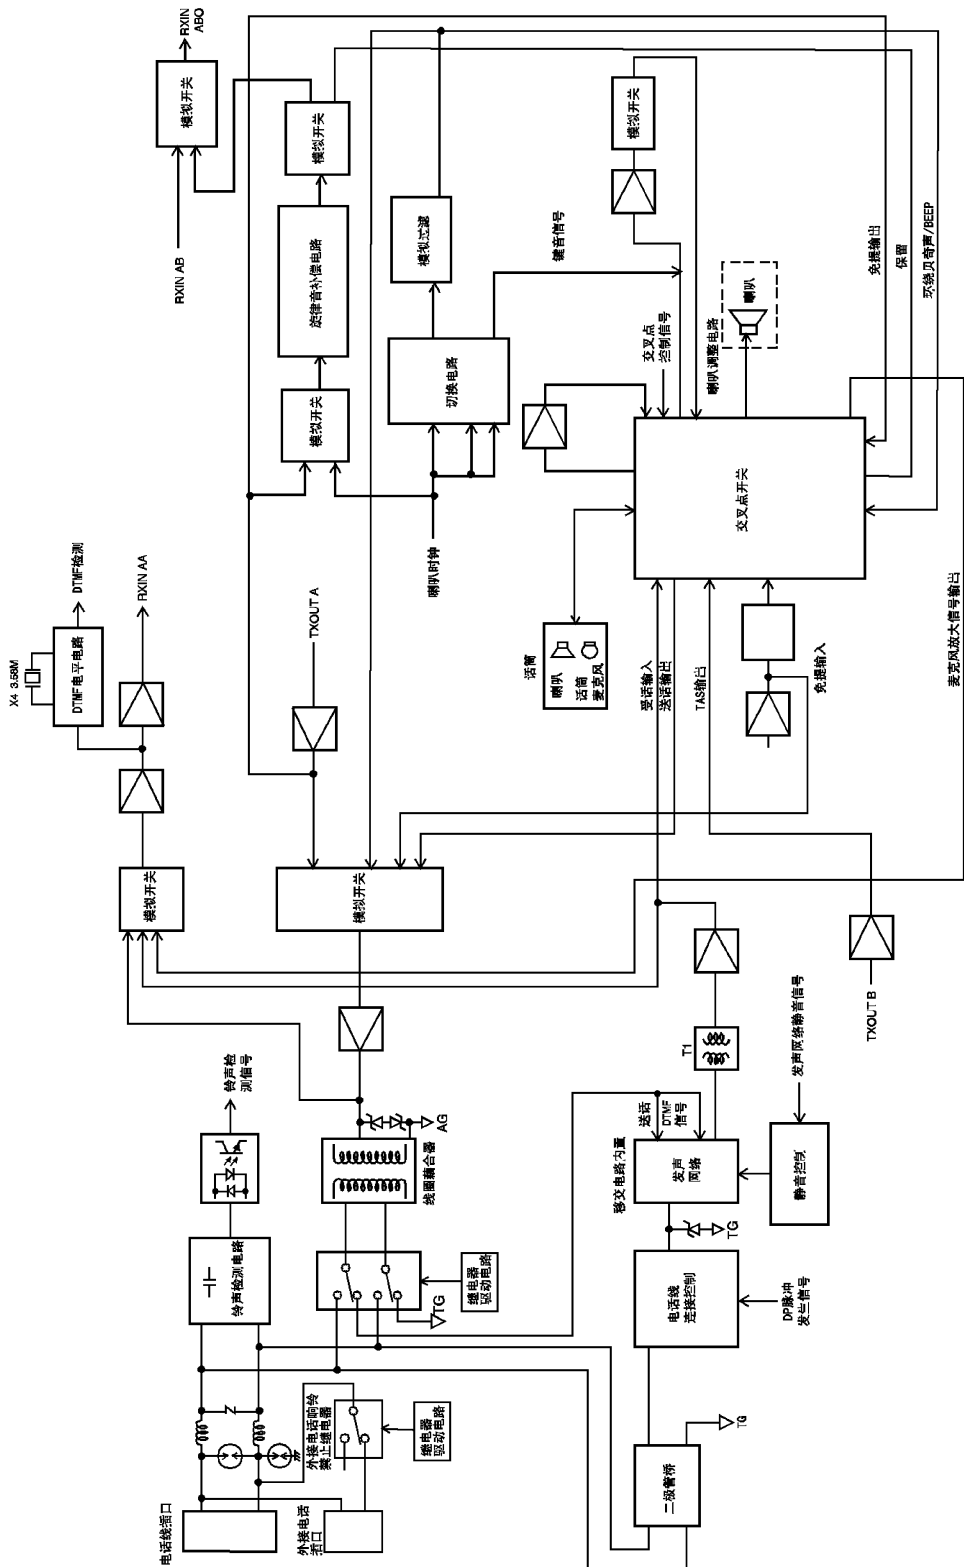 电话线插口
外接电话
插口
外接电话响铃
禁止继电器
继电器
驱动电路
二极管桥
TG
铃声检测电路
铃声检
测信号
继电器
驱动电路
TG
线圈藕合器
AG
电话线
连接控制
DP脉冲
发生信号
TG
移交电路内置
发声
网络
送话
DTMF
信号
静音控制
发声网络静音信号
T1
模拟开关
模拟开关
TXOUT B
X4 3.58M
DTMF电平电路
DTMF检测
RXIN AA
TXOUT A
话筒
喇叭
话筒
麦克风
受话输入
送话输出
TAS输出
免提输入
麦克风放大信号输出
喇叭时钟
交叉点开关
模拟开关
切换电路
旋律音补偿电路
模拟过滤
模拟开关
RXIN AB
模拟开关
RXIN
ABO
键音信号
交叉点
控制信号
喇叭调整电路
喇叭
模拟开关
免提输出
保留
环绕贝奇声/BEEP